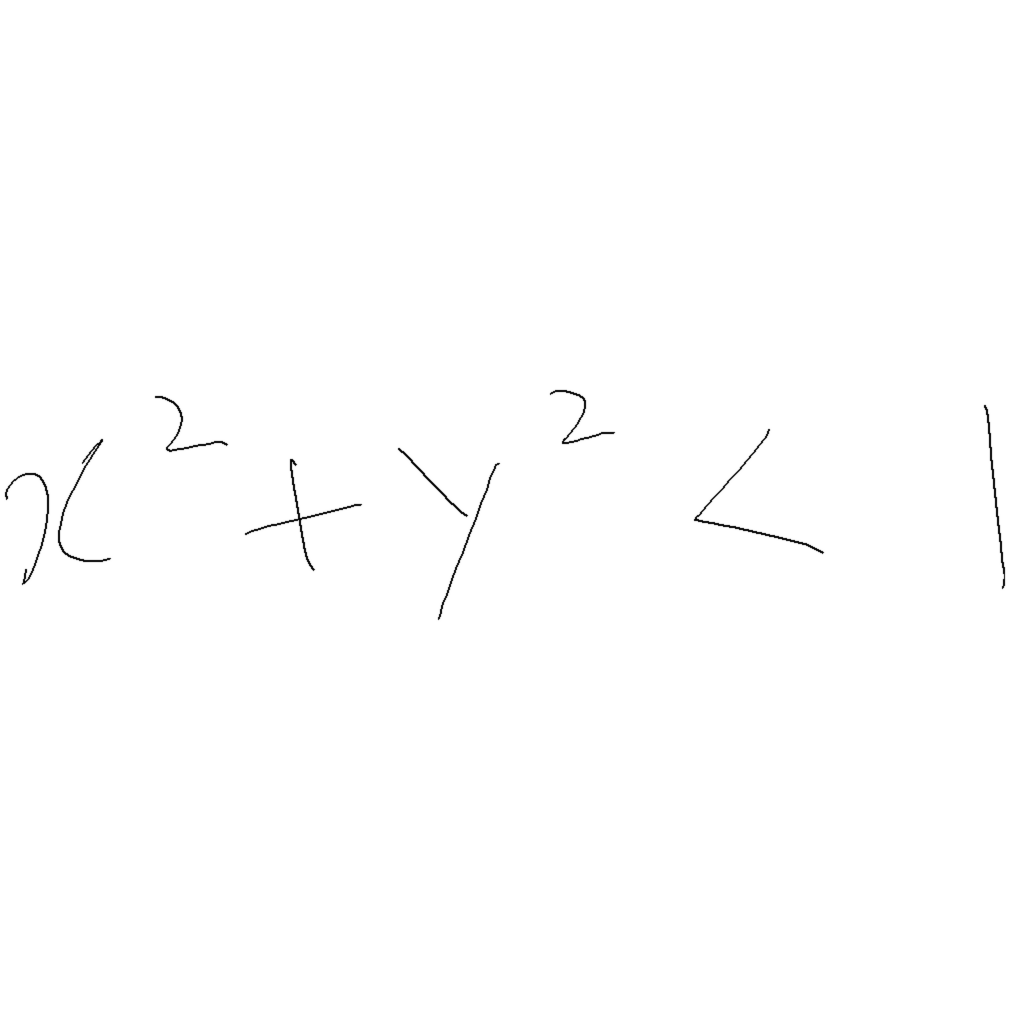 x² + y² < 1